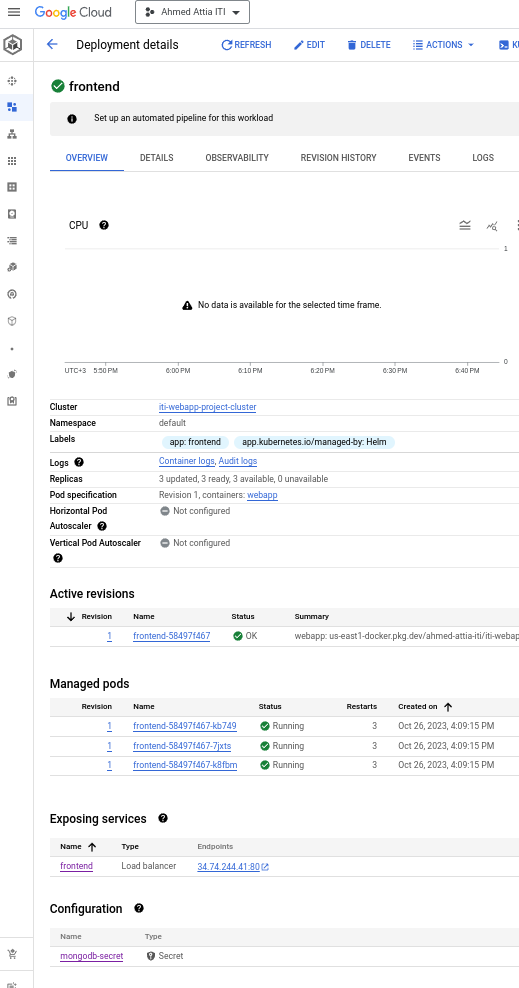 Google Cloud
Ahmed Attia ITI
Deployment details
REFRESH
EDIT
DELETE
ACTIONS
frontend
Set up an automated pipeline for this workload
OVERVIEW
DETAILS
OBSERVABILITY
REVISION HISTORY
EVENTS
LOGS
CPU
1
No data is available for the selected time frame.
0
UTC+3 5:50 PM 6:00 PM 6:10 PM 6:20 PM 6:30 PM 6:40 PM
Cluster iti-webapp-project-cluster
Namespace default
Labels app: frontend app.kubernetes.io/managed-by: Helm
Logs Container logs, Audit logs
Replicas 3 updated, 3 ready, 3 available, 0 unavailable
Pod specification Revision 1, containers: webapp
Horizontal Pod Not configured
Autoscaler
Vertical Pod Autoscaler Not configured
Active revisions
Revision Name Status Summary
1 frontend-58497f467 OK webapp: us-east1-docker.pkg.dev/ahmed-attia-iti/iti-webap
Managed pods
Revision Name Status Restarts Created on
1 frontend-58497f467-kb749 Running 3 Oct 26, 2023, 4:09:15 PM
1 frontend-58497f467-7jxts Running 3 Oct 26, 2023, 4:09:15 PM
1 frontend-58497f467-k8fbm Running 3 Oct 26, 2023, 4:09:15 PM
Exposing services
Name Type Endpoints
frontend Load balancer 34.74.244.41:80
Configuration
Name Type
mongodb-secret Secret